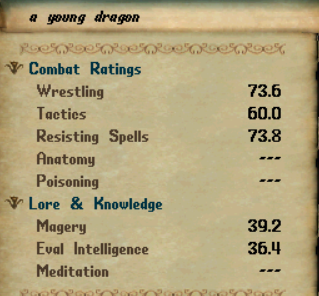 a young dragon
Combat Ratings
Wrestling 73.6
Tactics 60.0
Resisting Spells 73.8
Anatomy ---
Poisoning ---
Lore & Knowledge
Magery 39.2
Eval Intelligence 36.4
Meditation ---